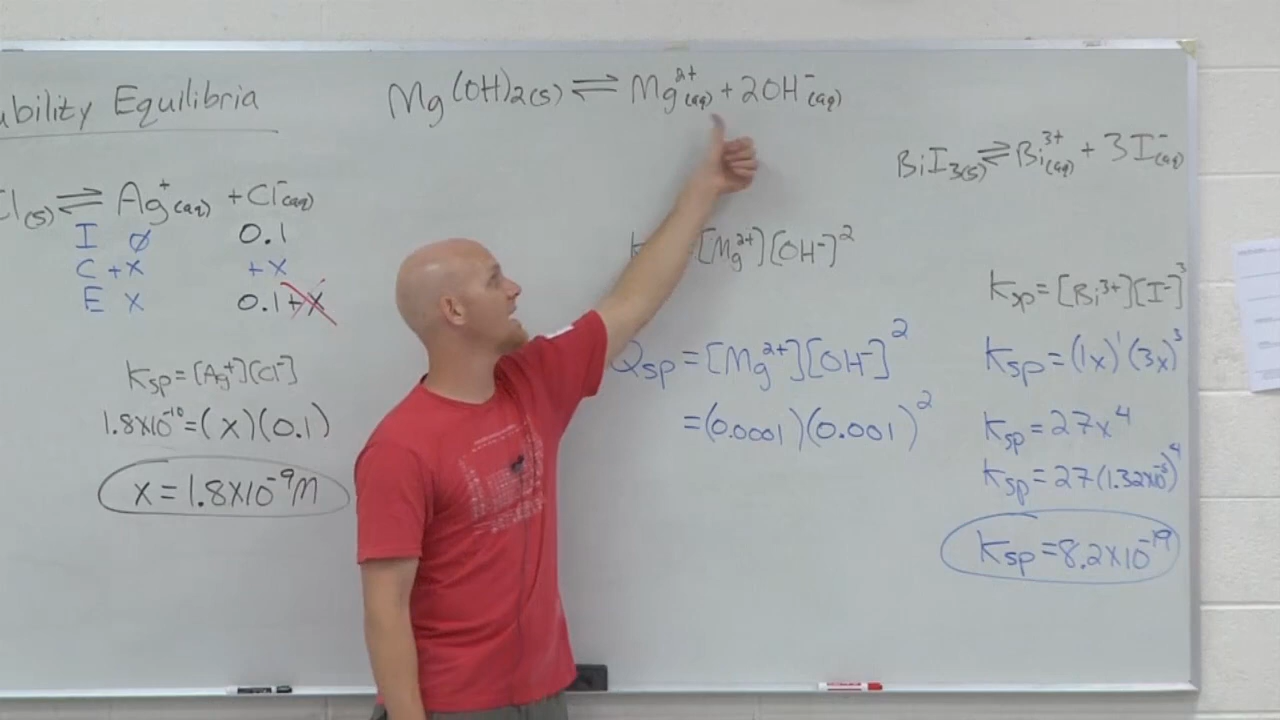 Equilibria
Mg(OH)₂(s) ⇌ Mg²⁺(aq) + 2OH⁻(aq)
BiI₃(s) ⇌ Bi³⁺(aq) + 3I⁻(aq)
(s) ⇌ Ag⁺(aq) + Cl⁻(aq)
I ∅ 0.1
C +x +x
E x 0.1+x
Ksp = [Ag⁺][Cl⁻]
1.8x10⁻¹⁰ = (x)(0.1)
x = 1.8x10⁻⁹M
[Mg²⁺][OH⁻]²
Qsp = [Mg²⁺][OH⁻]²
= (0.0001)(0.001)²
Ksp = [Bi³⁺][I⁻]³
Ksp = (1x)¹(3x)³
Ksp = 27x⁴
Ksp = 27(1.32x10⁻⁵)⁴
Ksp = 8.2x10⁻¹⁹